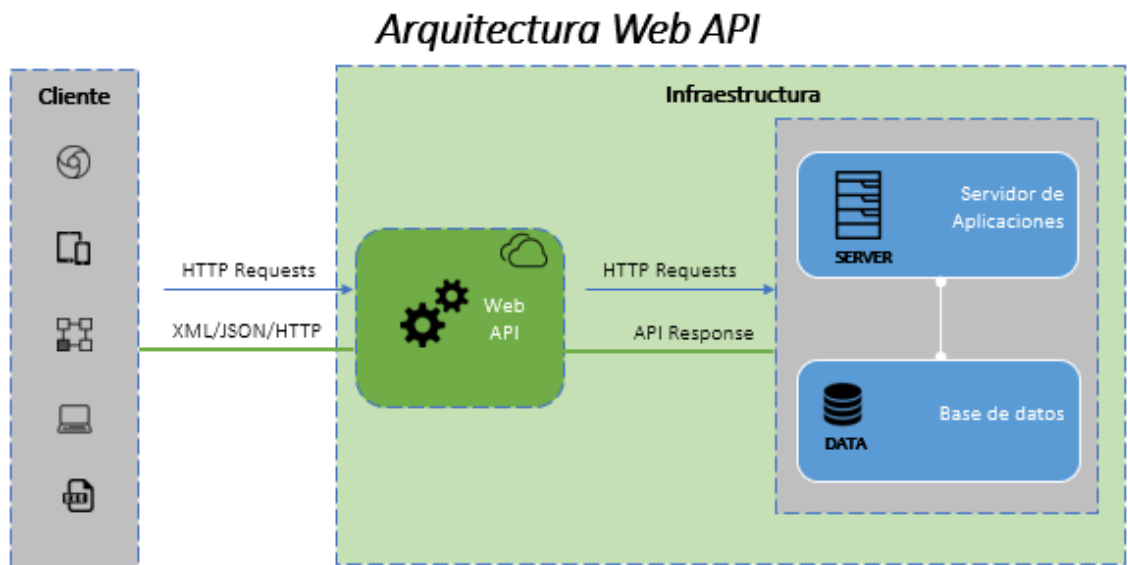 Arquitectura Web API
Cliente
Infraestructura
HTTP Requests
XML/JSON/HTTP
Web
API
HTTP Requests
API Response
Servidor de
Aplicaciones
SERVER
Base de datos
DATA